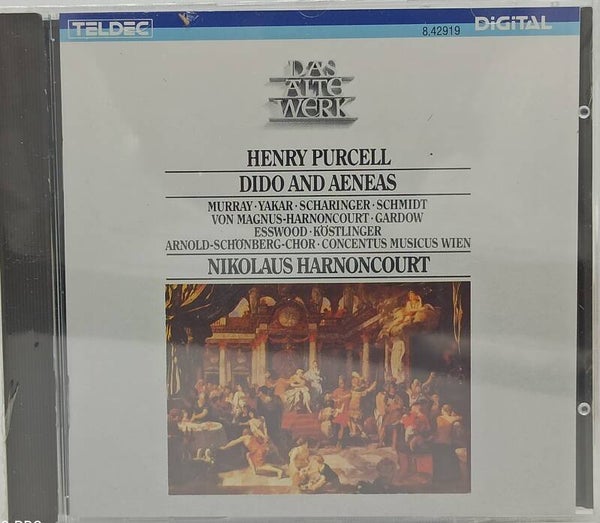 TELDEC
8.42919
DIGITAL
DAS
ALTE
WERK
HENRY PURCELL
DIDO AND AENEAS
MURRAY · YAKAR · SCHARINGER · SCHMIDT
VON MAGNUS-HARNONCOURT · GARDOW
ESSWOOD · KÖSTLINGER
ARNOLD-SCHÖNBERG-CHOR · CONCENTUS MUSICUS WIEN
NIKOLAUS HARNONCOURT